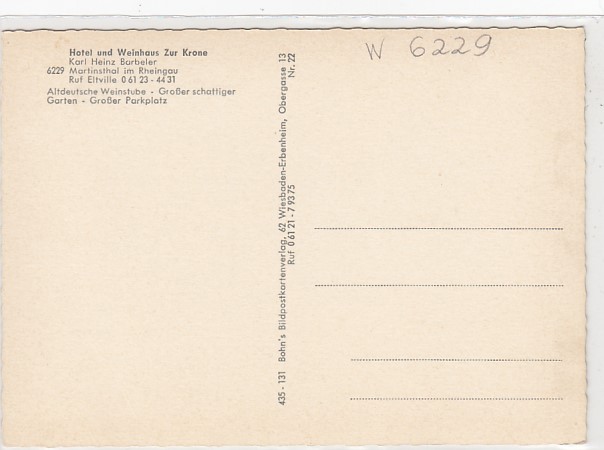 Hotel und Weinhaus Zur Krone
Karl Heinz Barbeler
6229 Martinsthal im Rheingau
Ruf Eltville 0 61 23 - 44 31
Altdeutsche Weinstube - Großer schattiger
Garten - Großer Parkplatz
435 - 131 Bohn's Bildpostkartenverlag, 62 Wiesbaden-Erbenheim, Obergasse 13
Ruf 0 61 21 - 7 93 75 Nr. 22
W 6229